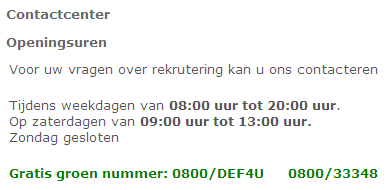 Contactcenter
Openingsuren
Voor uw vragen over rekrutering kan u ons contacteren
Tijdens weekdagen van 08:00 uur tot 20:00 uur.
Op zaterdagen van 09:00 uur tot 13:00 uur.
Zondag gesloten
Gratis groen nummer: 0800/DEF4U 0800/33348